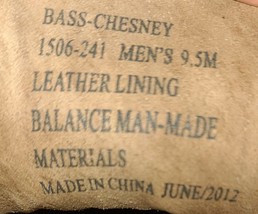 BASS-CHESNEY
1506-241 MEN'S 9.5M
LEATHER LINING
BALANCE MAN-MADE
MATERIALS
MADE IN CHINA JUNE/2012